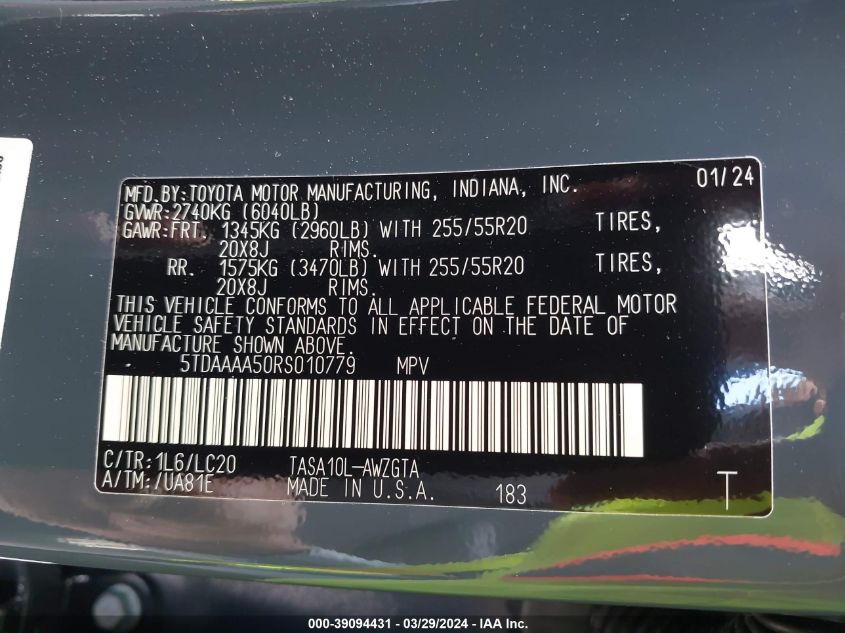 MFD.BY:TOYOTA MOTOR MANUFACTURING, INDIANA, INC. 01/24
GVWR:2740KG (6040LB)
GAWR:FRT. 1345KG (2960LB) WITH 255/55R20 TIRES,
20X8J RIMS.
RR. 1575KG (3470LB) WITH 255/55R20 TIRES,
20X8J RIMS.
THIS VEHICLE CONFORMS TO ALL APPLICABLE FEDERAL MOTOR
VEHICLE SAFETY STANDARDS IN EFFECT ON THE DATE OF
MANUFACTURE SHOWN ABOVE.
5TDAAAA50RS010779 MPV
C/TR:1L6/LC20 TASA10L-AWZGTA
A/TM:/UA81E MADE IN U.S.A. 183 T
000-39094431 - 03/29/2024 - IAA Inc.